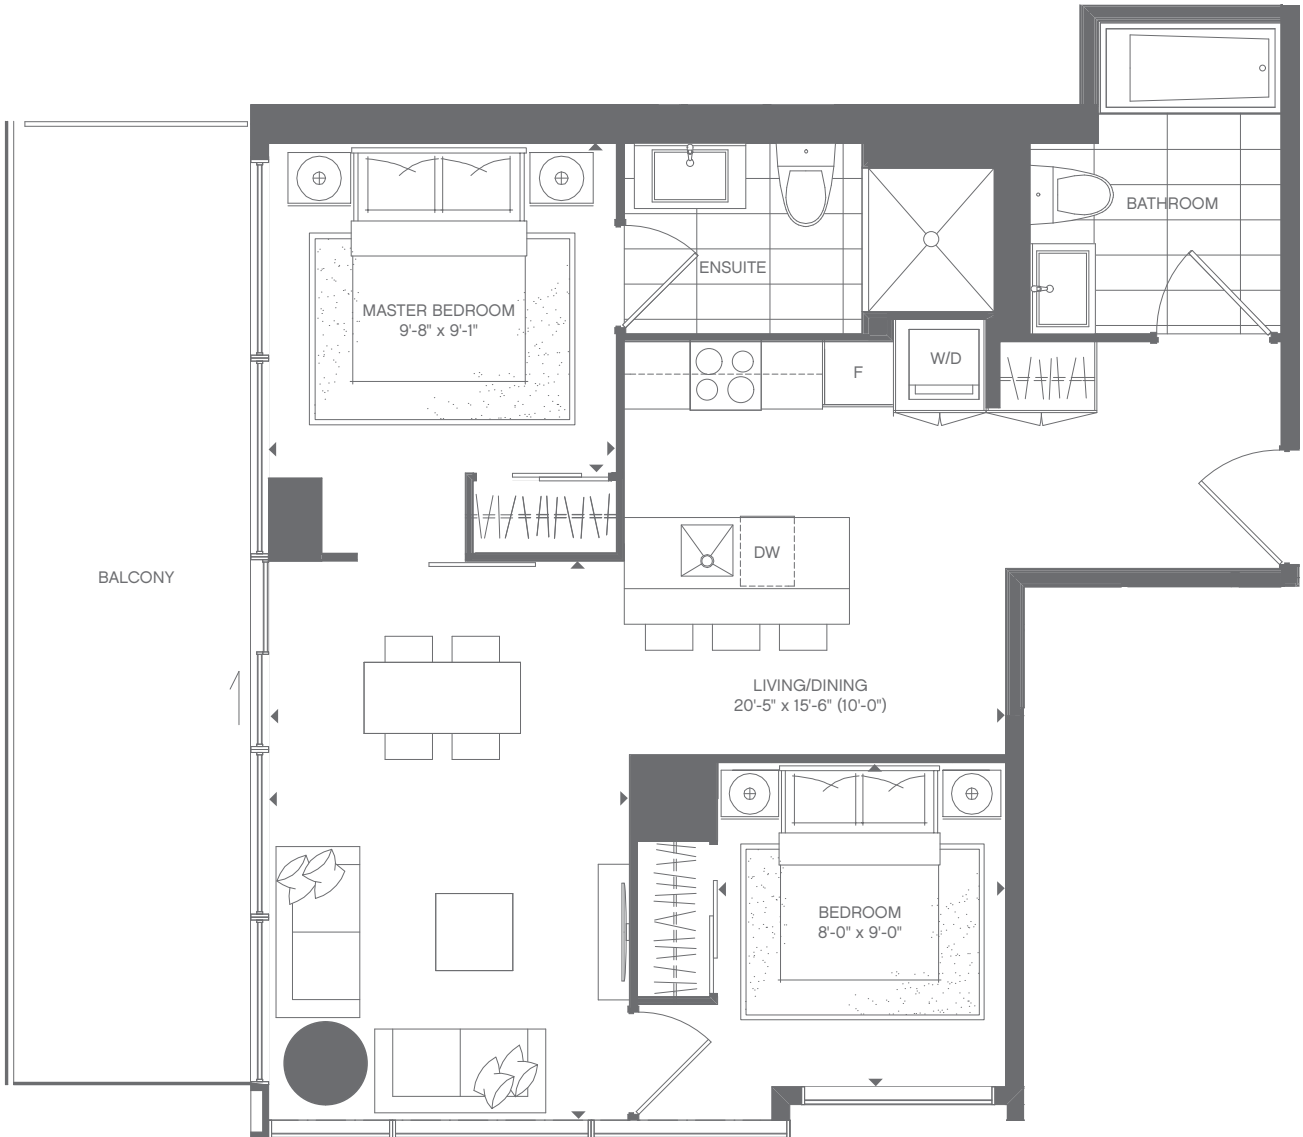 BATHROOM
ENSUITE
MASTER BEDROOM
9'-8" x 9'-1"
W/D
F
DW
BALCONY
LIVING/DINING
20'-5" x 15'-6" (10'-0")
BEDROOM
8'-0" x 9'-0"